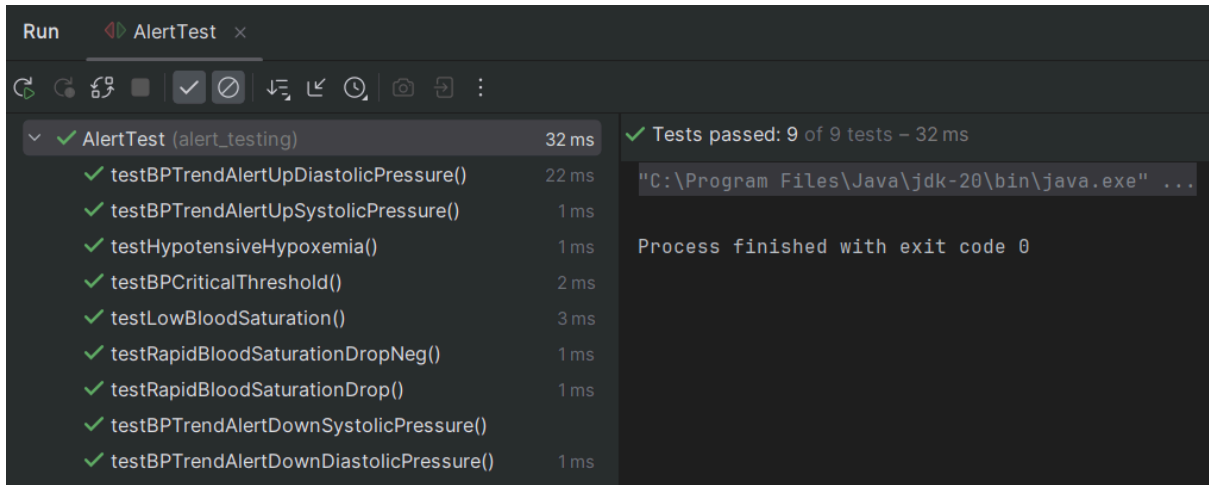 Run AlertTest ×
AlertTest (alert_testing) 32 ms
testBPTrendAlertUpDiastolicPressure() 22 ms
testBPTrendAlertUpSystolicPressure() 1 ms
testHypotensiveHypoxemia() 1 ms
testBPCriticalThreshold() 2 ms
testLowBloodSaturation() 3 ms
testRapidBloodSaturationDropNeg() 1 ms
testRapidBloodSaturationDrop() 1 ms
testBPTrendAlertDownSystolicPressure()
testBPTrendAlertDownDiastolicPressure() 1 ms
Tests passed: 9 of 9 tests – 32 ms
"C:\Program Files\Java\jdk-20\bin\java.exe" ...
Process finished with exit code 0